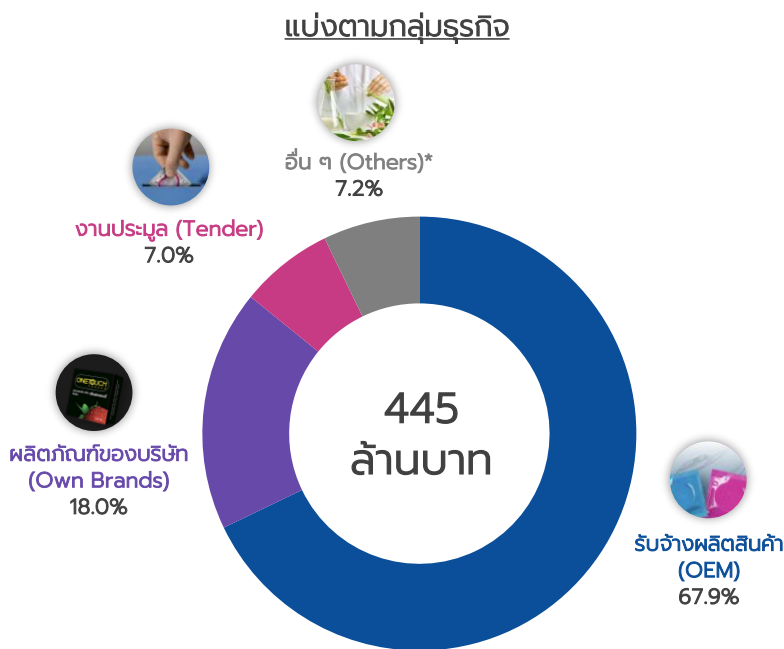 แบ่งตามกลุ่มธุรกิจ
อื่น ๆ (Others)*
7.2%
งานประมูล (Tender)
7.0%
ONETOUCH
ผลิตภัณฑ์ของบริษัท
(Own Brands)
18.0%
445
ล้านบาท
รับจ้างผลิตสินค้า
(OEM)
67.9%